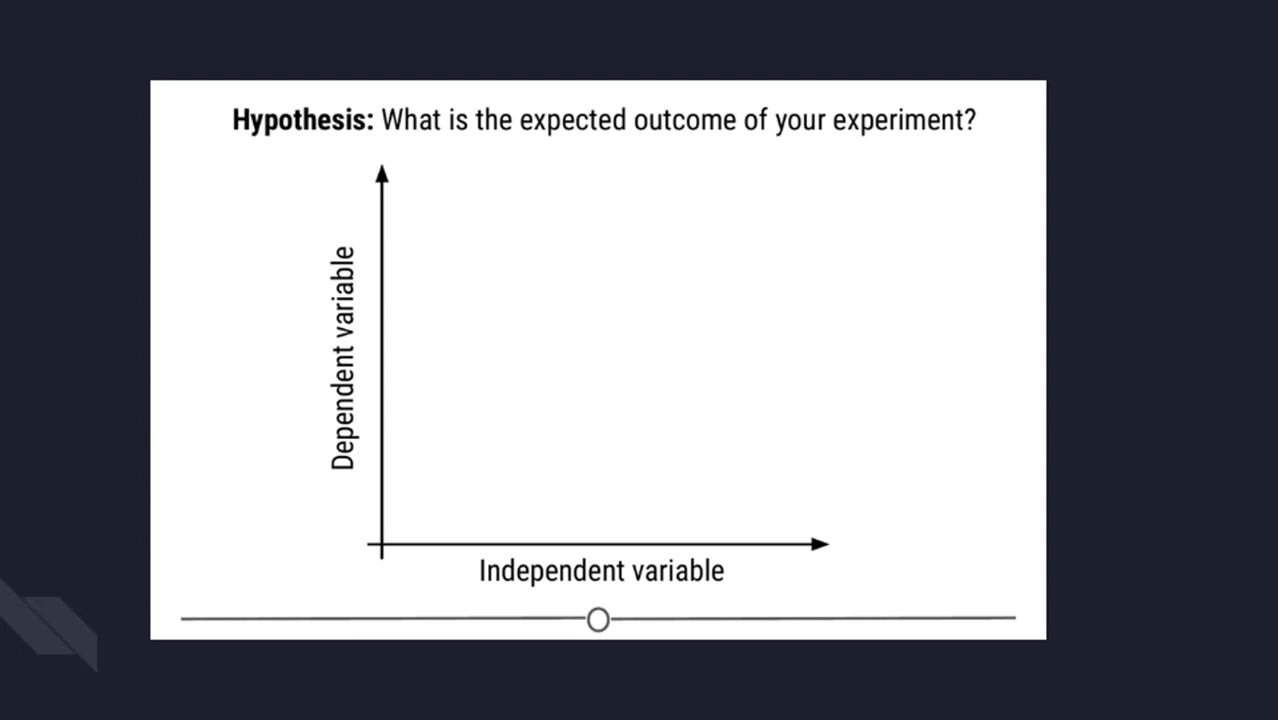 Hypothesis: What is the expected outcome of your experiment?
Dependent variable
Independent variable